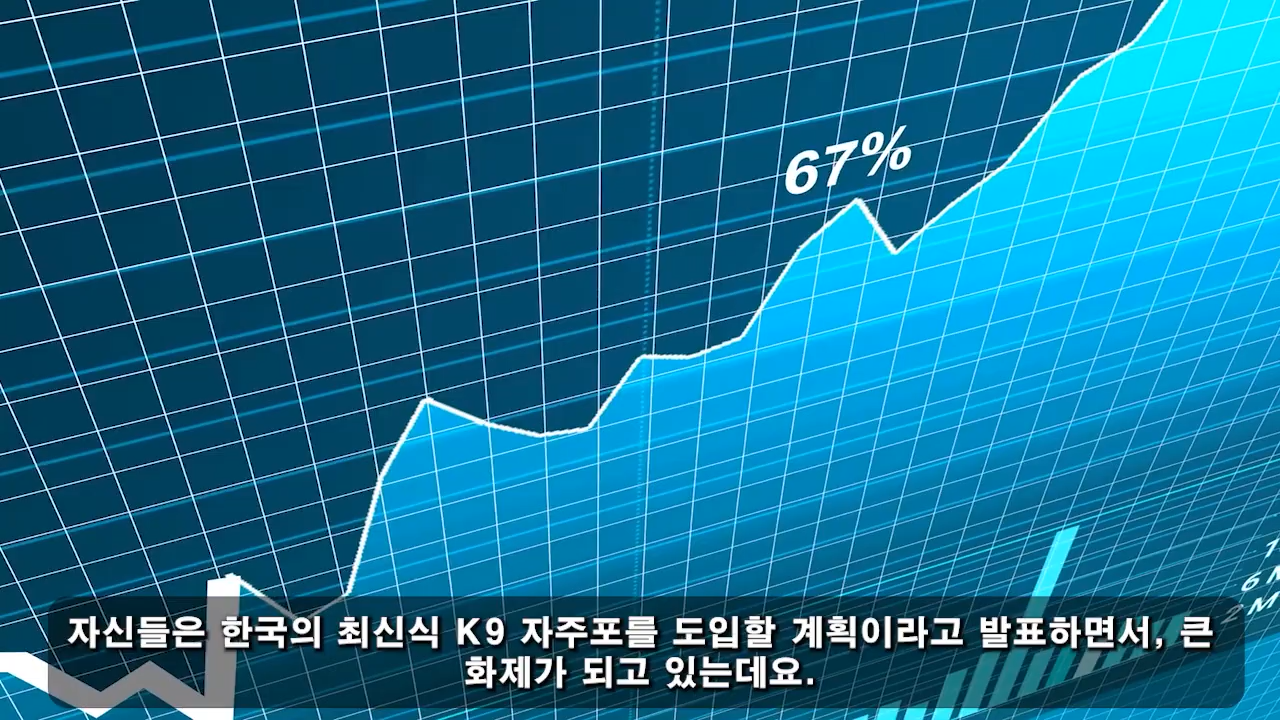 67%
자신들은 한국의 최신식 K9 자주포를 도입할 계획이라고 발표하면서, 큰
화제가 되고 있는데요.